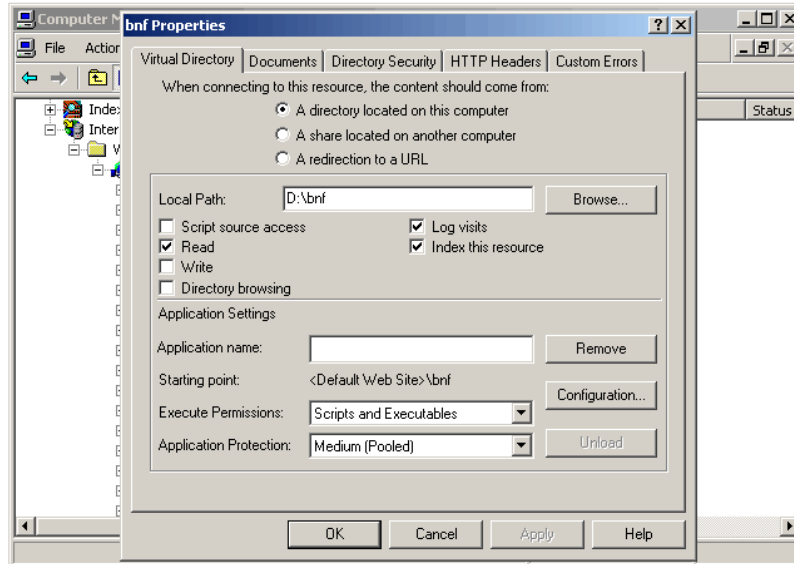 Computer M
bnf Properties
File Action
Virtual Directory Documents Directory Security HTTP Headers Custom Errors
When connecting to this resource, the content should come from:
A directory located on this computer
A share located on another computer
A redirection to a URL
Status
Inde
Inter
Local Path: D:\bnf Browse...
Script source access Log visits
Read Index this resource
Write
Directory browsing
Application Settings
Application name: Remove
Starting point: <Default Web Site>\bnf
Configuration...
Execute Permissions: Scripts and Executables
Application Protection: Medium (Pooled) Unload
OK Cancel Apply Help